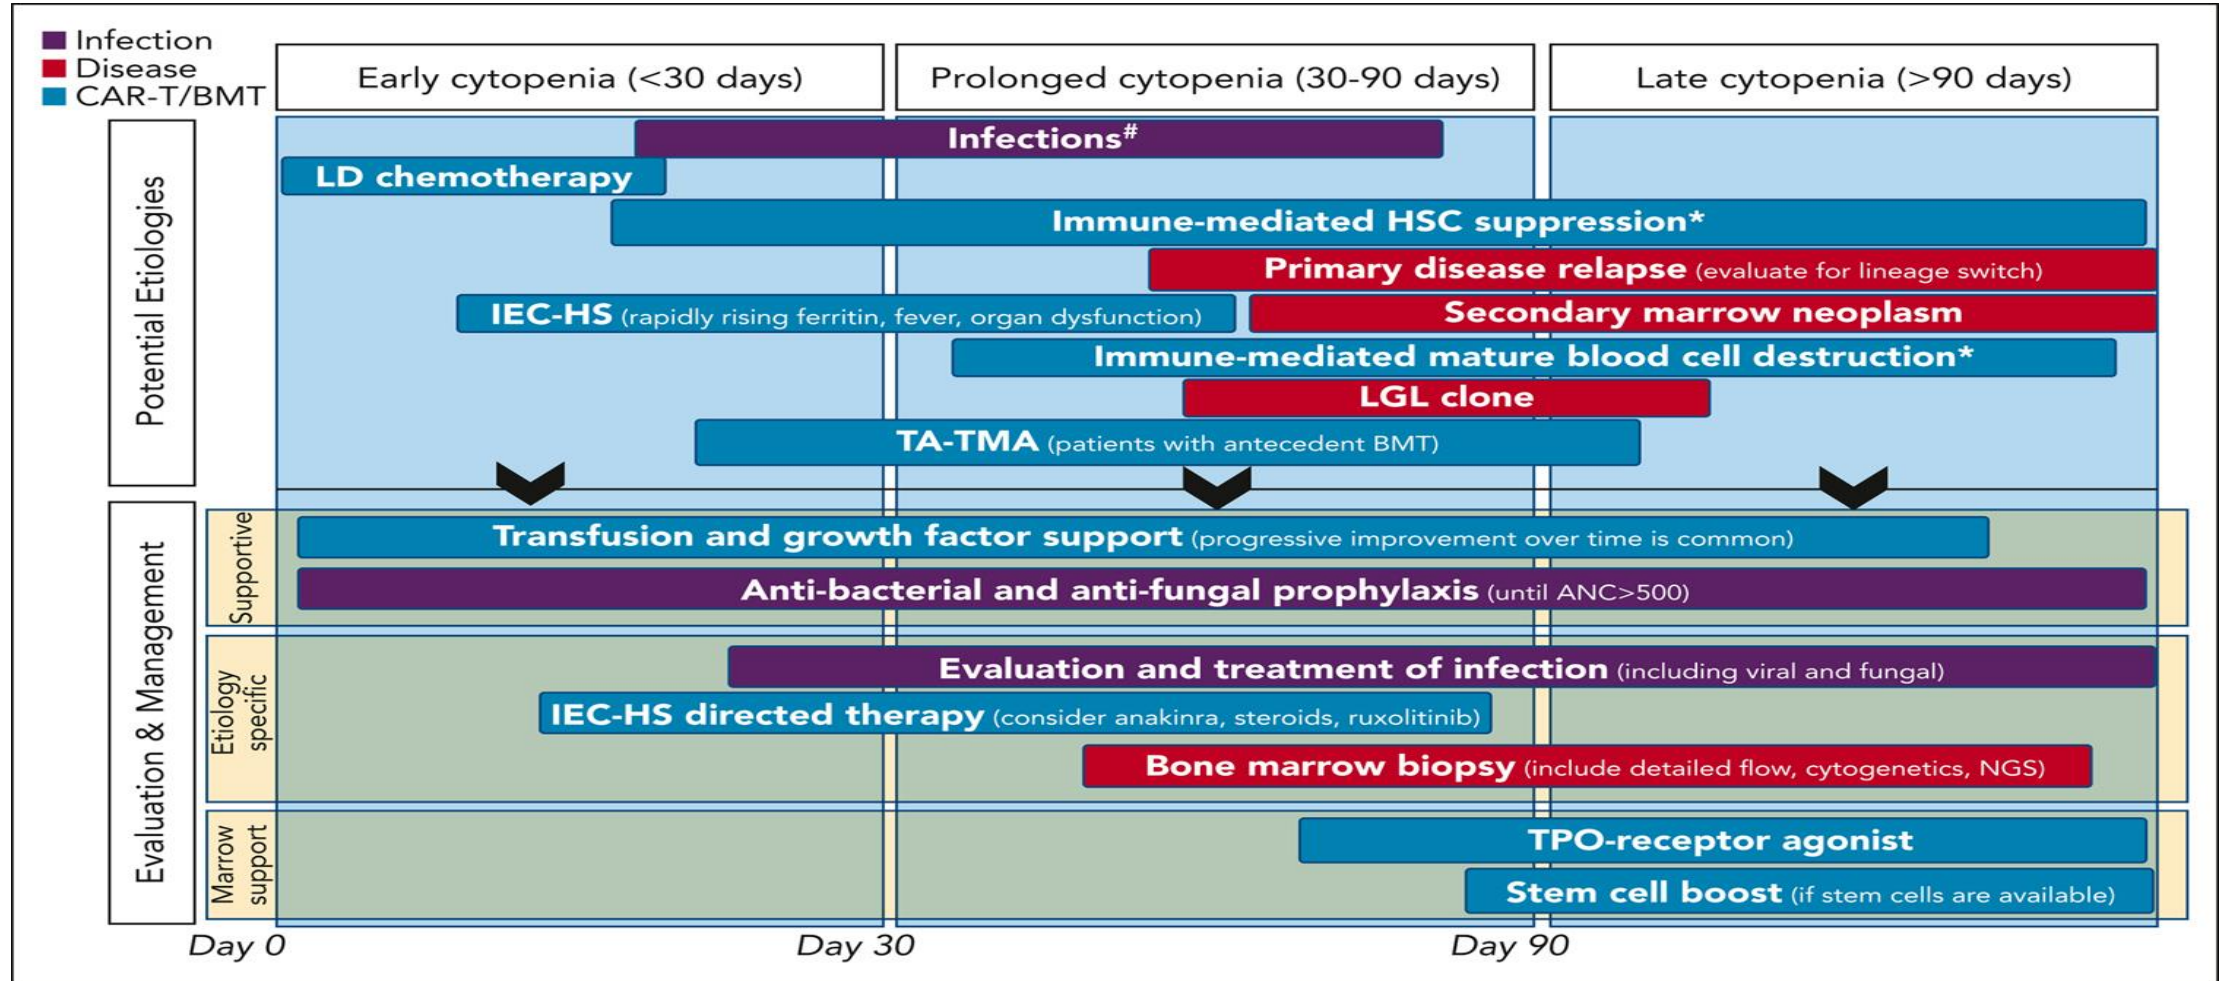 Infection
Disease
CAR-T/BMT
Early cytopenia (<30 days)
Prolonged cytopenia (30-90 days)
Late cytopenia (>90 days)
Potential Etiologies
Infections#
LD chemotherapy
Immune-mediated HSC suppression*
Primary disease relapse (evaluate for lineage switch)
IEC-HS (rapidly rising ferritin, fever, organ dysfunction)
Secondary marrow neoplasm
Immune-mediated mature blood cell destruction*
LGL clone
TA-TMA (patients with antecedent BMT)
Evaluation & Management
Supportive
Transfusion and growth factor support (progressive improvement over time is common)
Anti-bacterial and anti-fungal prophylaxis (until ANC>500)
Etiology
specific
Evaluation and treatment of infection (including viral and fungal)
IEC-HS directed therapy (consider anakinra, steroids, ruxolitinib)
Bone marrow biopsy (include detailed flow, cytogenetics, NGS)
Marrow
support
TPO-receptor agonist
Stem cell boost (if stem cells are available)
Day 0
Day 30
Day 90